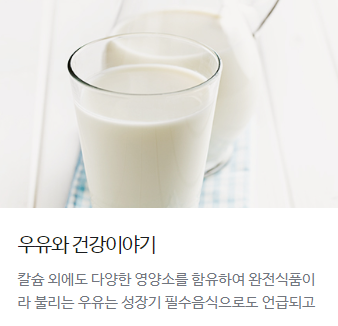 우유와 건강이야기
칼슘 외에도 다양한 영양소를 함유하여 완전식품이
라 불리는 우유는 성장기 필수음식으로도 언급되고